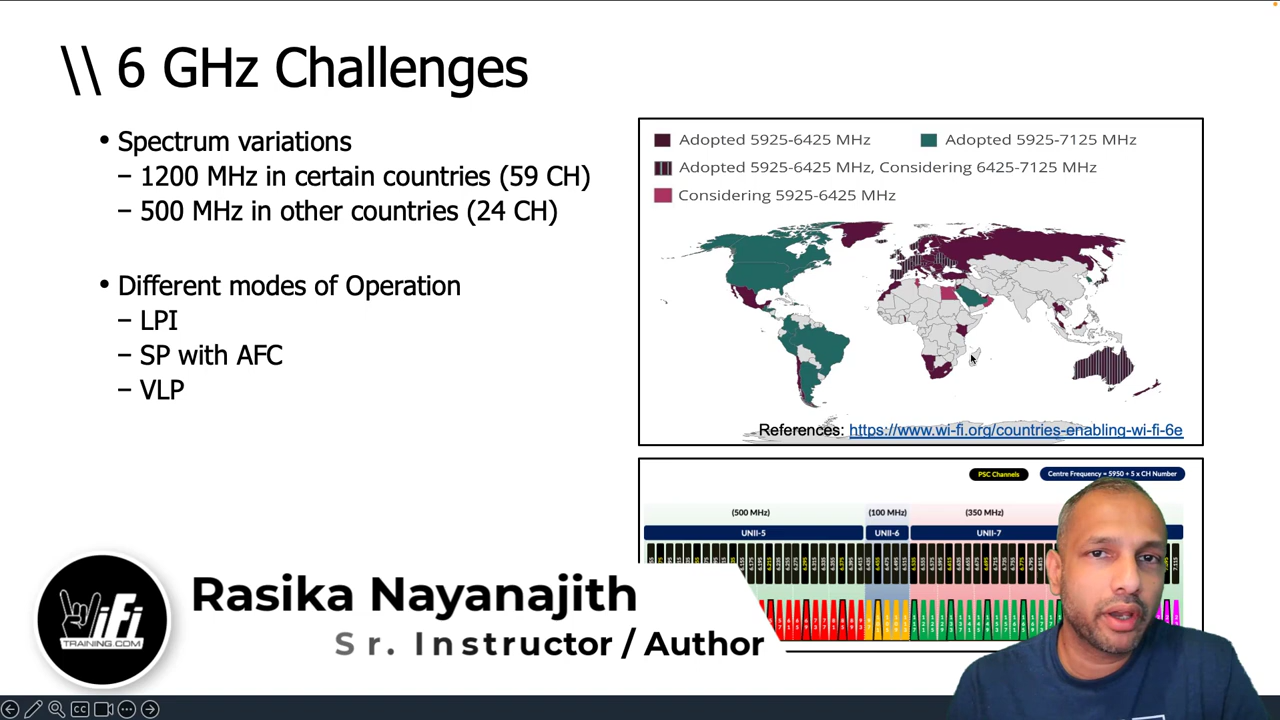 \\ 6 GHz Challenges
• Spectrum variations
– 1200 MHz in certain countries (59 CH)
– 500 MHz in other countries (24 CH)
• Different modes of Operation
– LPI
– SP with AFC
– VLP
Adopted 5925-6425 MHz
Adopted 5925-7125 MHz
Adopted 5925-6425 MHz, Considering 6425-7125 MHz
Considering 5925-6425 MHz
References: https://www.wi-fi.org/countries-enabling-wi-fi-6e
PSC Channels
Centre Frequency = 5950 + 5 x CH Number
(500 MHz)
(100 MHz)
(350 MHz)
UNII-5
UNII-6
UNII-7
WiFi
TRAINING.COM
Rasika Nayanajith
Sr. Instructor / Author
CC